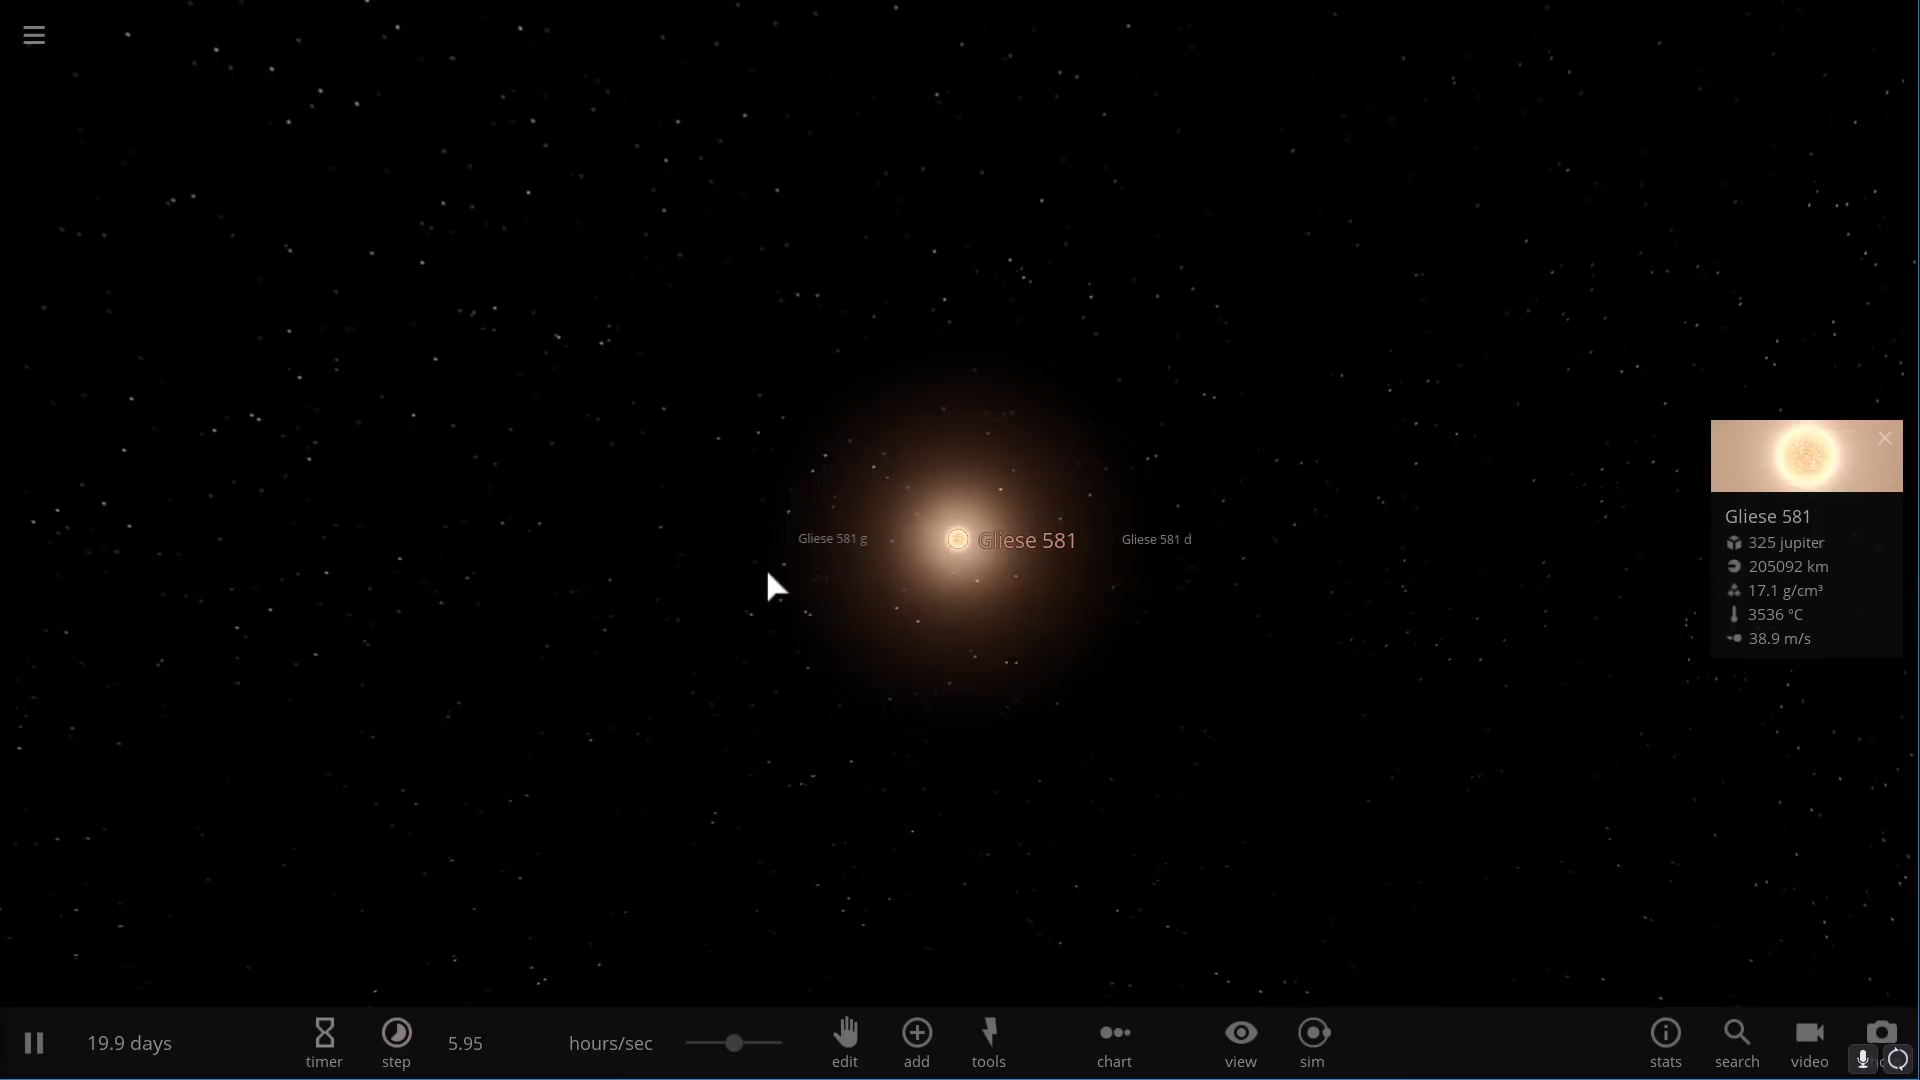 Gliese 581 g
Gliese 581
Gliese 581 d
Gliese 581
325 jupiter
205092 km
17.1 g/cm³
3536 °C
38.9 m/s
19.9 days
timer
step
5.95
hours/sec
edit
add
tools
chart
view
sim
stats
search
video